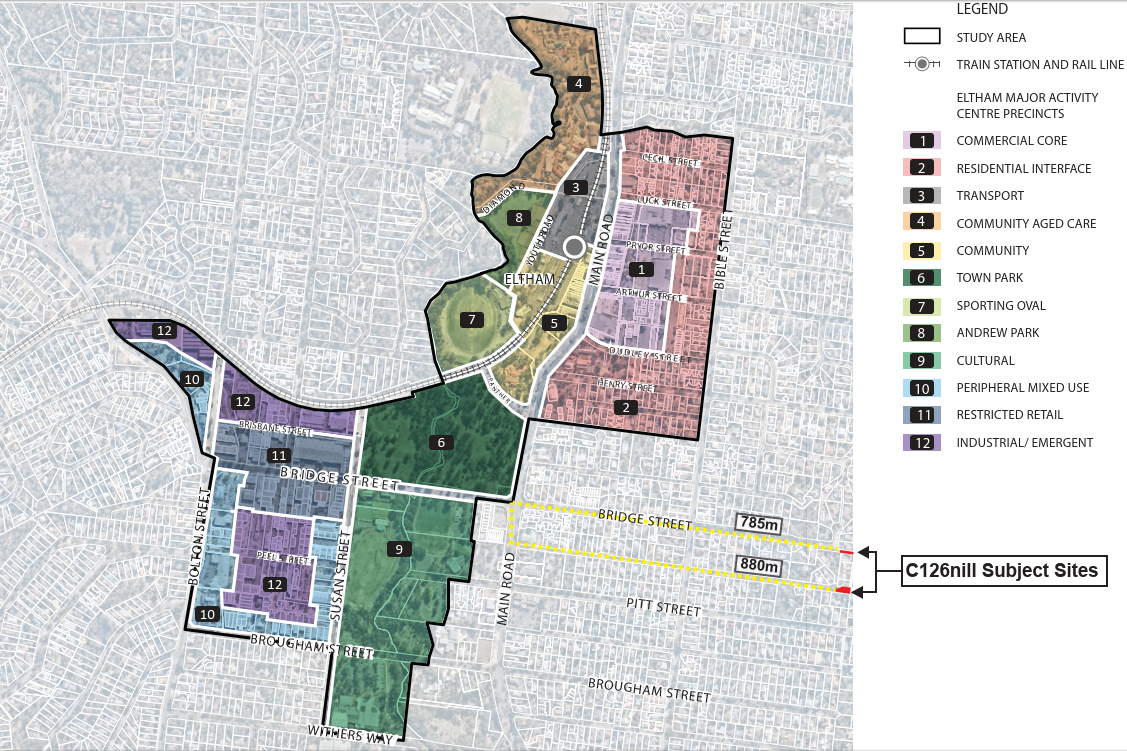 LEGEND
STUDY AREA
TRAIN STATION AND RAIL LINE
ELTHAM MAJOR ACTIVITY
CENTRE PRECINCTS
1 COMMERCIAL CORE
2 RESIDENTIAL INTERFACE
3 TRANSPORT
4 COMMUNITY AGED CARE
5 COMMUNITY
6 TOWN PARK
7 SPORTING OVAL
8 ANDREW PARK
9 CULTURAL
10 PERIPHERAL MIXED USE
11 RESTRICTED RETAIL
12 INDUSTRIAL/ EMERGENT
4
CECIL STREET
3
DIAMOND
LUCK STREET
8
YOUTH ROAD
MAIN ROAD
PRYOR STREET
BIBLE STREET
1
ELTHAM
ARTHUR STREET
7
5
12
DUDLEY STREET
10
HENRY STREET
PANTHER
12
2
BRISBANE STREET
6
11
BRIDGE STREET
BRIDGE STREET
785m
BOLTON STREET
9
PEEL STREET
880m
C126nill Subject Sites
12
SUSAN STREET
MAIN ROAD
PITT STREET
10
BROUGHAM STREET
BROUGHAM STREET
WITHERS WAY